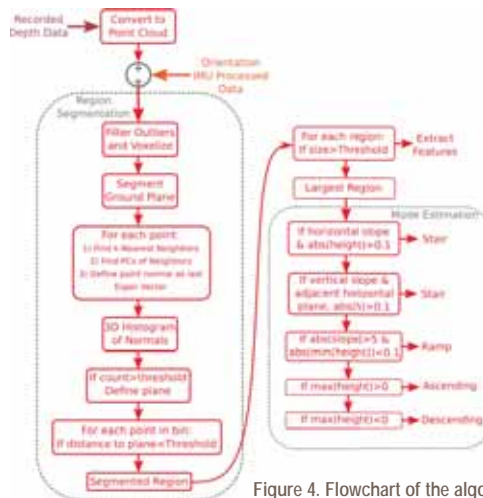 Recorded
Depth Data
Convert to
Point Cloud
Orientation
IMU Processed
Data
Region
Segmentation
Filter Outliers
and Voxelize
Segment
Ground Plane
For each point:
1) Find k-Nearest Neighbors
2) Find PCs of Neighbors
3) Define point normal as last
Eigen Vector
3D Histogram
of Normals
If count>threshold
Define plane
For each point in bin:
If distance to plane<Threshold
Segmented Region
For each region:
If size>Threshold
Extract
Features
Largest Region
Mode Estimation
If horizontal slope
& abs(height)>0.1
Stair
If vertical slope &
adjacent horizontal
plane, abs(h)>0.1
Stair
If abs(slope)>5 &
abs(min(height))<0.1
Ramp
If max(height)>0
Ascending
If max(height)<0
Descending
Figure 4. Flowchart of the algo